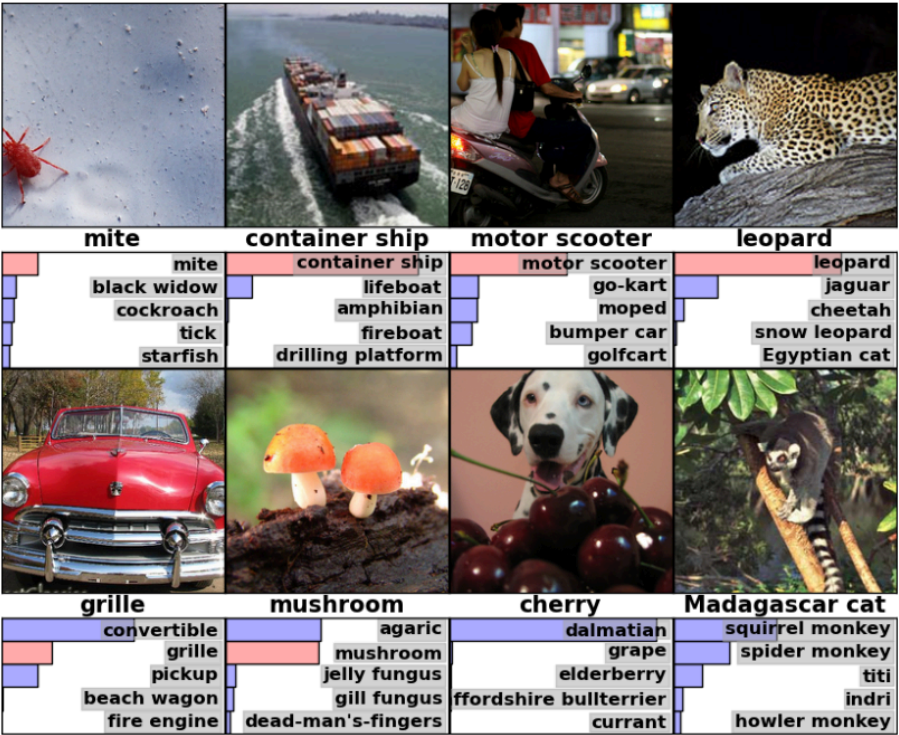 mite
container ship
motor scooter
leopard
mite
black widow
cockroach
tick
starfish
container ship
lifeboat
amphibian
fireboat
drilling platform
motor scooter
go-kart
moped
bumper car
golfcart
leopard
jaguar
cheetah
snow leopard
Egyptian cat
grille
mushroom
cherry
Madagascar cat
convertible
grille
pickup
beach wagon
fire engine
agaric
mushroom
jelly fungus
gill fungus
dead-man's-fingers
dalmatian
grape
elderberry
ffordshire bullterrier
currant
squirrel monkey
spider monkey
titi
indri
howler monkey